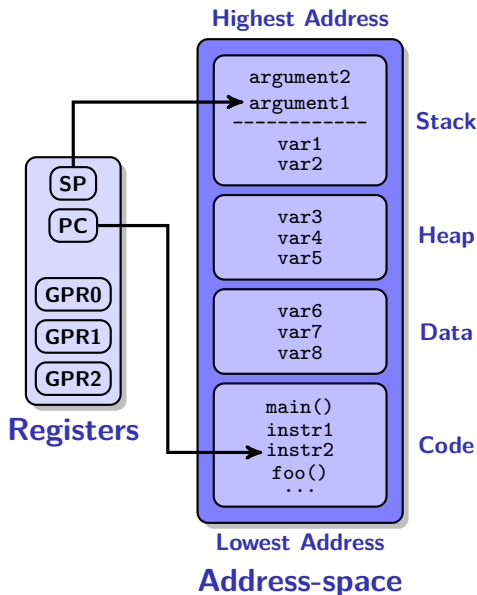 Highest Address
argument2
argument1
------------
var1
var2
Stack
SP
PC
GPR0
GPR1
GPR2
Registers
var3
var4
var5
Heap
var6
var7
var8
Data
main()
instr1
instr2
foo()
...
Code
Lowest Address
Address-space